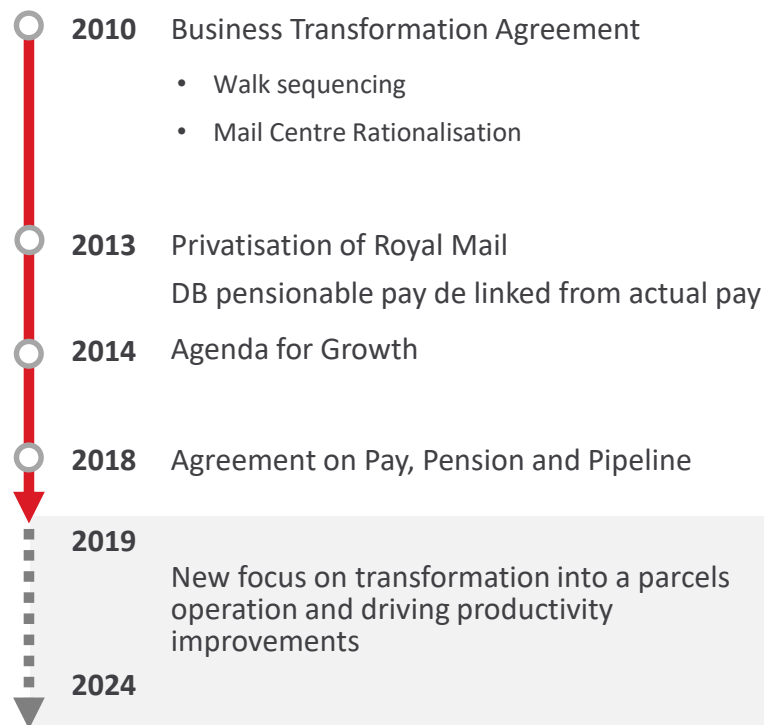 2010 Business Transformation Agreement
• Walk sequencing
• Mail Centre Rationalisation
2013 Privatisation of Royal Mail
DB pensionable pay de linked from actual pay
2014 Agenda for Growth
2018 Agreement on Pay, Pension and Pipeline
2019
New focus on transformation into a parcels
operation and driving productivity
improvements
2024